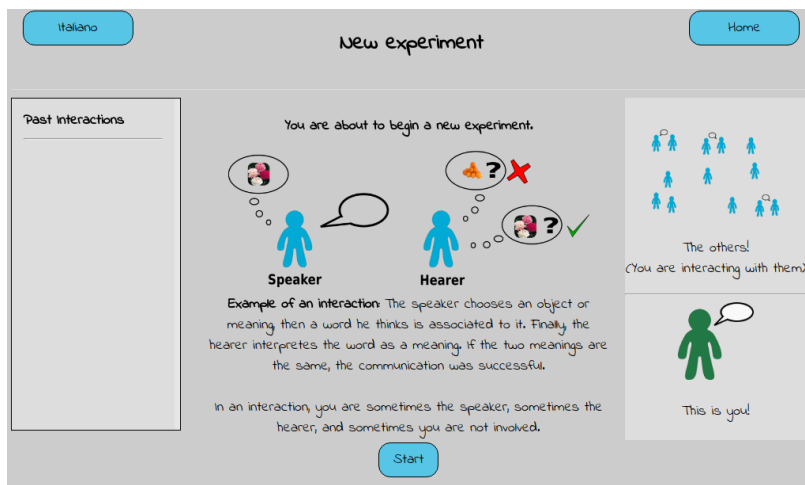 Italiano
New experiment
Home
Past Interactions
You are about to begin a new experiment.
?
?
Speaker
Hearer
Example of an interaction: The speaker chooses an object or
meaning, then a word he thinks is associated to it. Finally, the
hearer interpretes the word as a meaning. If the two meanings are
the same, the communication was successful.
In an interaction, you are sometimes the speaker, sometimes the
hearer, and sometimes you are not involved.
Start
The others!
(You are interacting with them)
This is you!